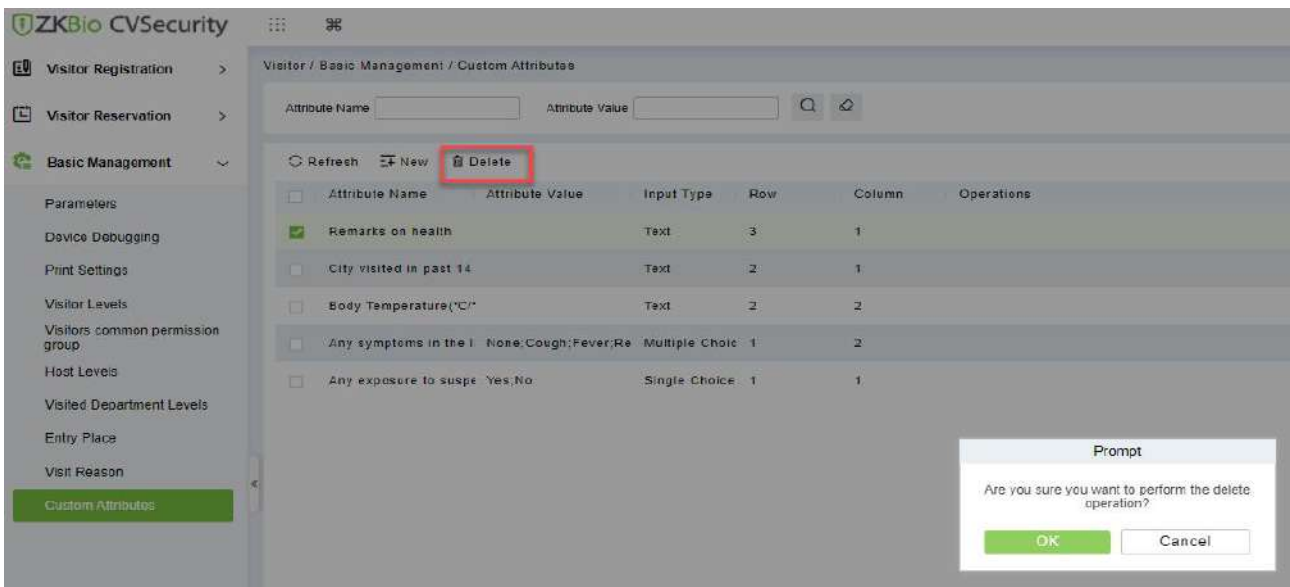 ZKBio CVSecurity
Visitor Registration
Visitor Reservation
Basic Management
Parameters
Device Debugging
Print Settings
Visitor Levels
Visitors common permission
group
Host Levels
Visited Department Levels
Entry Place
Visit Reason
Custom Attributes
Visitor / Basic Management / Custom Attributes
Attribute Name Attribute Value
Refresh New Delete
Attribute Name Attribute Value Input Type Row Column Operations
Remarks on health Text 3 1
City visited in past 14 Text 2 1
Body Temperature(°C/° Text 2 2
Any symptoms in the l None;Cough;Fever;Re Multiple Choic 1 2
Any exposure to suspe Yes;No Single Choice 1 1
Prompt
Are you sure you want to perform the delete
operation?
OK Cancel